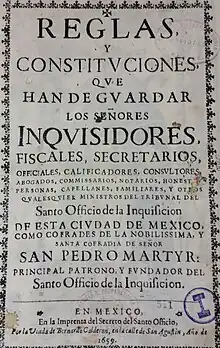 REGLAS,
Y
CONSTITVCIONES,
QVE
HAN DE GVARDAR
LOS SEÑORES
INQVISIDORES,
FISCALES, SECRETARIOS,
OFFICIALES, CALIFICADORES, CONSVLTORES,
ABOGADOS, COMMISSARIOS, NOTARIOS, HONEST.
PERSONAS, CAPELLANES, FAMILIARES, Y OTROS
QVALESQVIER MINISTROS DEL TRIBVNAL DEL
Santo Officio de la Inquisicion
DE ESTA CIVDAD DE MEXICO,
COMO COFRADES DE LA NOBILISSIMA, Y
SANTA COFRADIA DE SEÑOR
SAN PEDRO MARTYR:
PRINCIPAL PATRONO, Y FVNDADOR DEL
Santo Officio de la Inquisicion.
EN MEXICO.
En la Imprenta del Secreto del Santo Officio,
Por la Viuda de Bernardo Calderon, en la calle de San Agustin, Año de
1659.